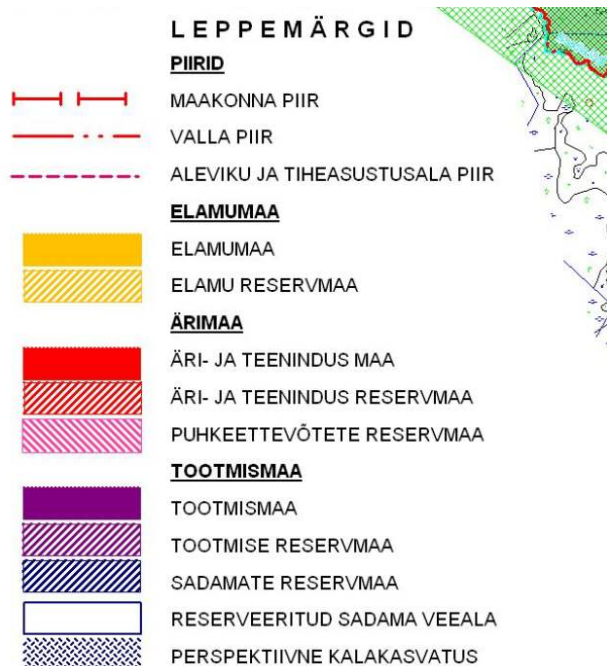 LEPPEMÄRGID
PIIRID
MAAKONNA PIIR
VALLA PIIR
ALEVIKU JA TIHEASUSTUSALA PIIR
ELAMUMAA
ELAMUMAA
ELAMU RESERVMAA
ÄRIMAA
ÄRI- JA TEENINDUS MAA
ÄRI- JA TEENINDUS RESERVMAA
PUHKEETTEVÕTETE RESERVMAA
TOOTMISMAA
TOOTMISMAA
TOOTMISE RESERVMAA
SADAMATE RESERVMAA
RESERVEERITUD SADAMA VEEALA
PERSPEKTIIVNE KALAKASVATUS